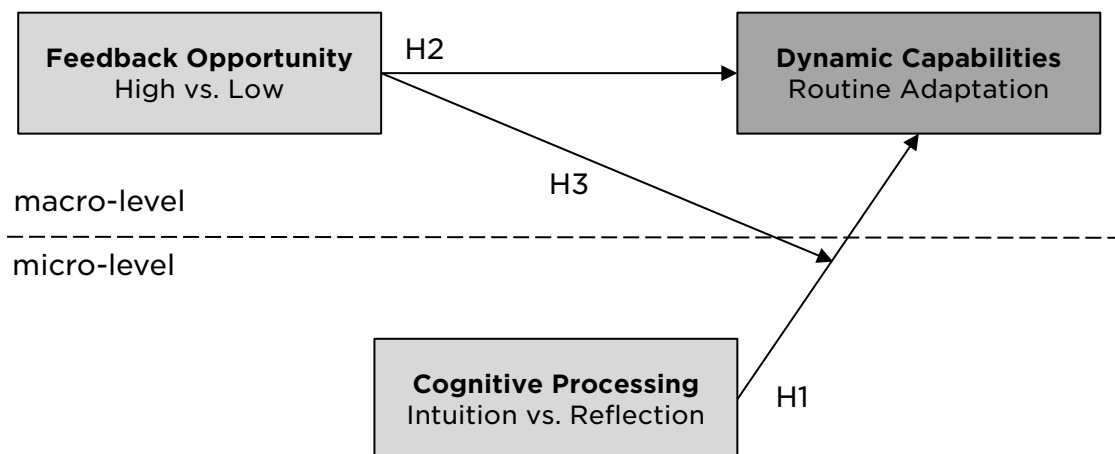 Feedback Opportunity
High vs. Low
H2
Dynamic Capabilities
Routine Adaptation
H3
macro-level
micro-level
Cognitive Processing
Intuition vs. Reflection
H1